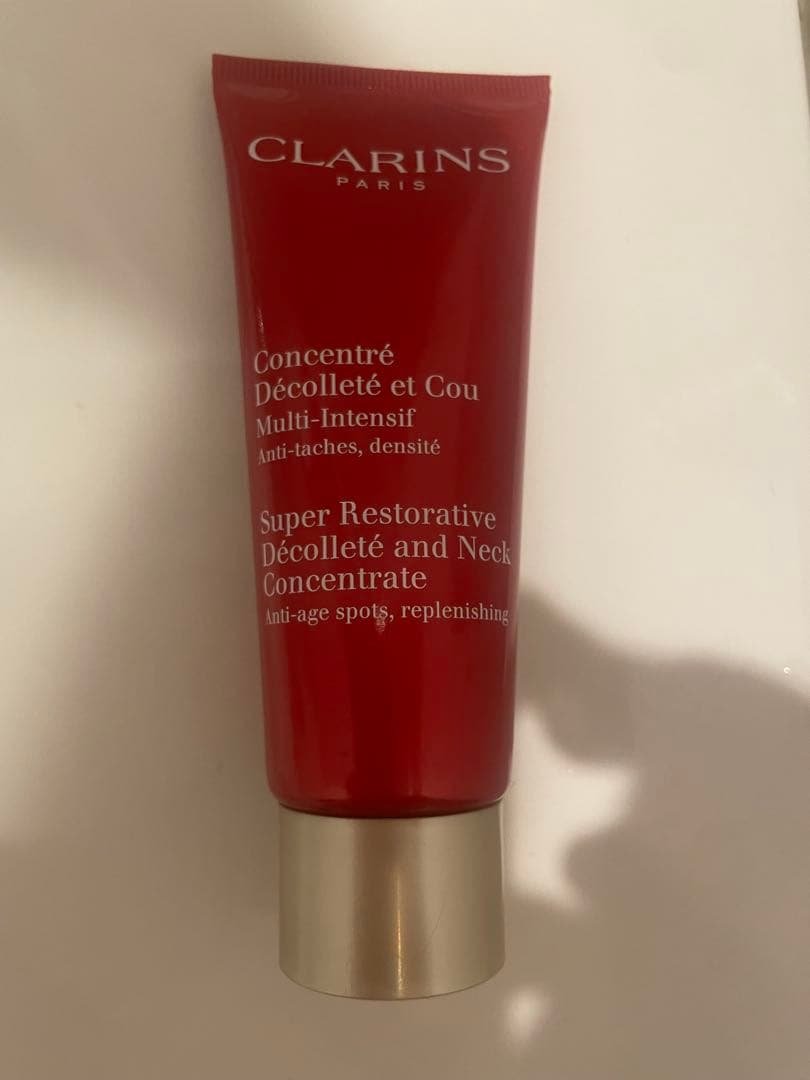 CLARINS
PARIS
Concentré
Décolleté et Cou
Multi-Intensif
Anti-taches, densité
Super Restorative
Décolleté and Neck
Concentrate
Anti-age spots, replenishing